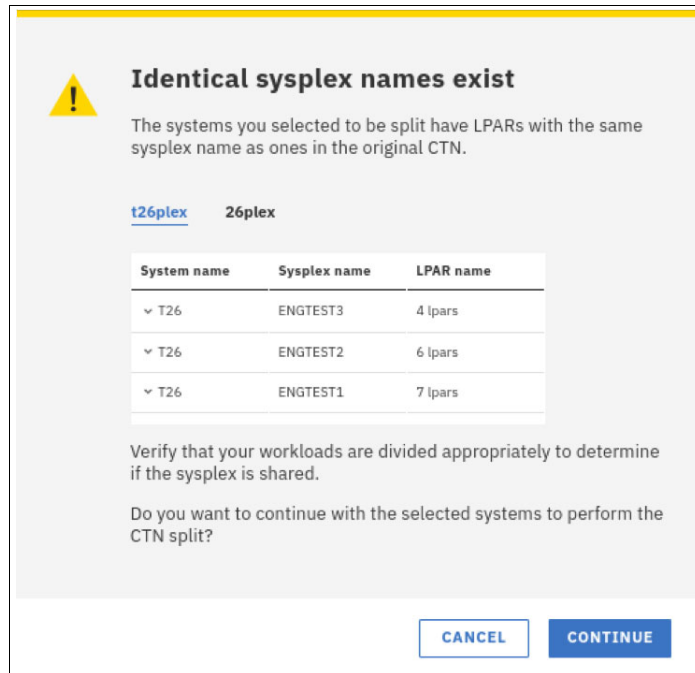 Identical sysplex names exist
The systems you selected to be split have LPARs with the same
sysplex name as ones in the original CTN.
t26plex 26plex
System name Sysplex name LPAR name
T26 ENGTEST3 4 lpars
T26 ENGTEST2 6 lpars
T26 ENGTEST1 7 lpars
Verify that your workloads are divided appropriately to determine
if the sysplex is shared.
Do you want to continue with the selected systems to perform the
CTN split?
CANCEL CONTINUE